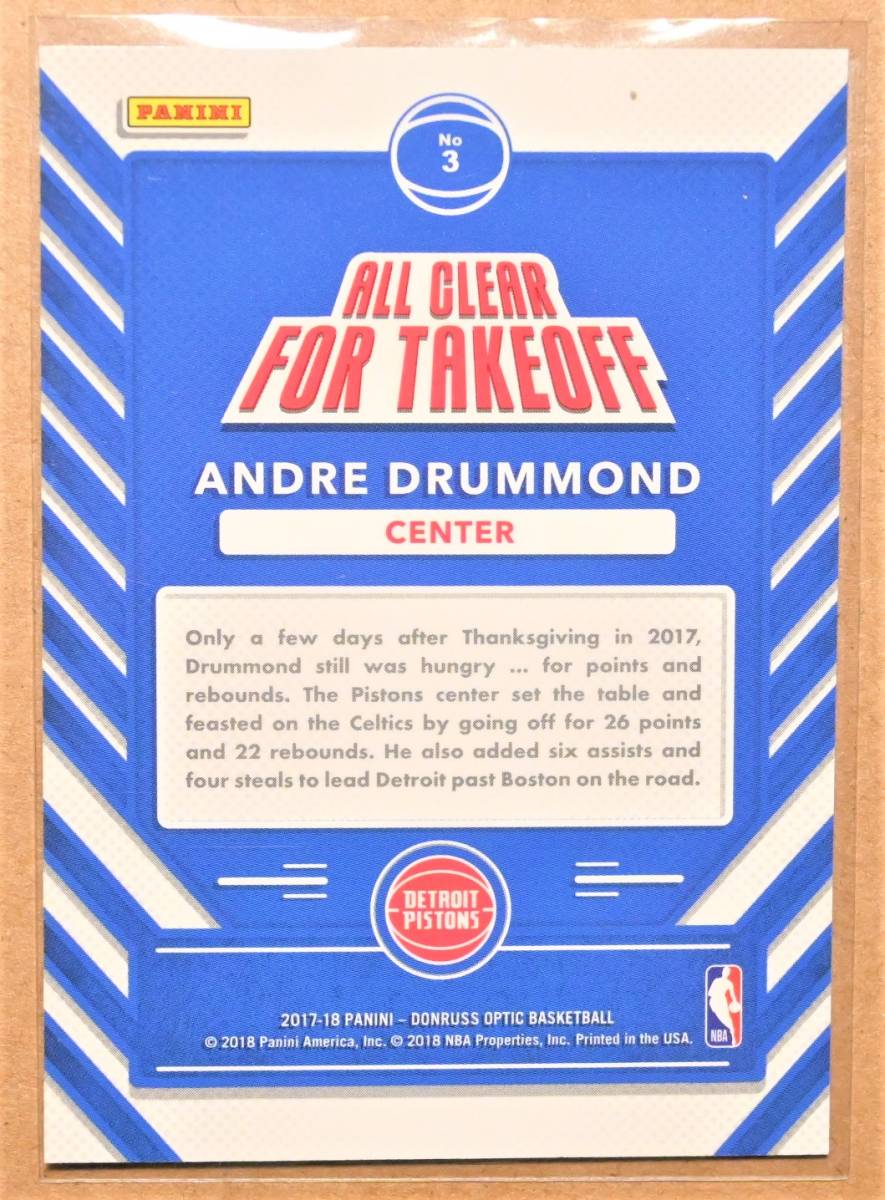 PANINI
No
3
ALL CLEAR
FOR TAKEOFF
ANDRE DRUMMOND
CENTER
Only a few days after Thanksgiving in 2017,
Drummond still was hungry ... for points and
rebounds. The Pistons center set the table and
feasted on the Celtics by going off for 26 points
and 22 rebounds. He also added six assists and
four steals to lead Detroit past Boston on the road.
DETROIT
PISTONS
2017-18 PANINI – DONRUSS OPTIC BASKETBALL
© 2018 Panini America, Inc. © 2018 NBA Properties, Inc. Printed in the USA.
NBA